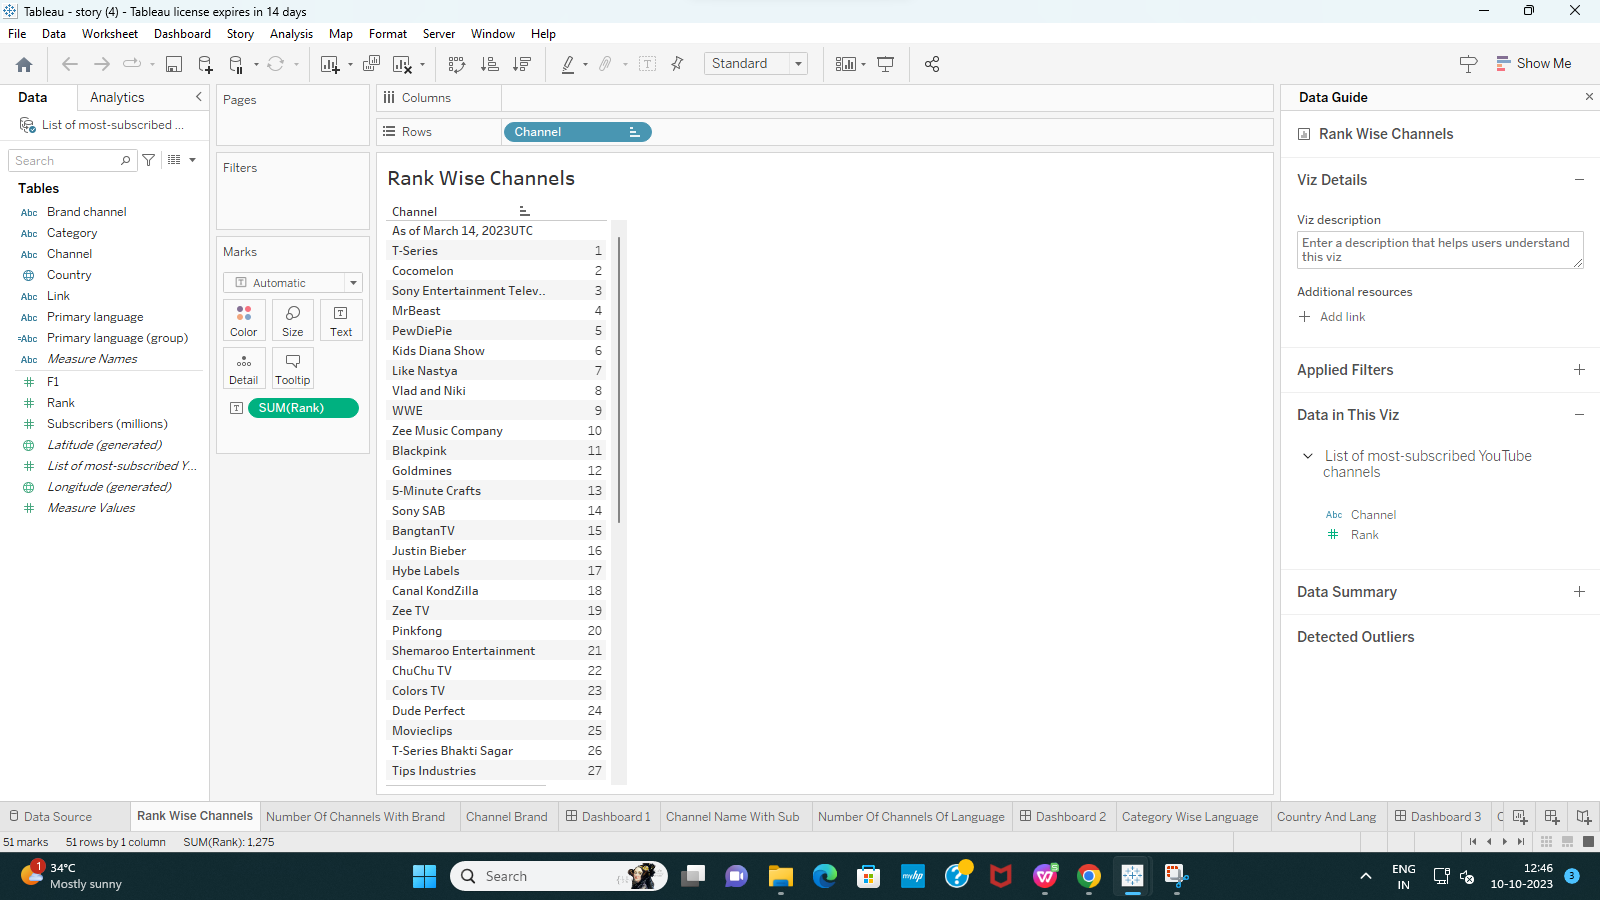 Tableau - story (4) - Tableau license expires in 14 days
File Data Worksheet Dashboard Story Analysis Map Format Server Window Help
Standard
Show Me
Data Analytics
List of most-subscribed ...
Search
Tables
Abc Brand channel
Abc Category
Abc Channel
Country
Abc Link
Abc Primary language
=Abc Primary language (group)
Abc Measure Names
F1
Rank
Subscribers (millions)
Latitude (generated)
List of most-subscribed Y...
Longitude (generated)
Measure Values
Pages
Filters
Marks
Automatic
Color Size Text
Detail Tooltip
SUM(Rank)
Columns
Rows Channel
Rank Wise Channels
Channel
As of March 14, 2023UTC
T-Series 1
Cocomelon 2
Sony Entertainment Telev.. 3
MrBeast 4
PewDiePie 5
Kids Diana Show 6
Like Nastya 7
Vlad and Niki 8
WWE 9
Zee Music Company 10
Blackpink 11
Goldmines 12
5-Minute Crafts 13
Sony SAB 14
BangtanTV 15
Justin Bieber 16
Hybe Labels 17
Canal KondZilla 18
Zee TV 19
Pinkfong 20
Shemaroo Entertainment 21
ChuChu TV 22
Colors TV 23
Dude Perfect 24
Movieclips 25
T-Series Bhakti Sagar 26
Tips Industries 27
Data Guide
Rank Wise Channels
Viz Details
Viz description
Enter a description that helps users understand
this viz
Additional resources
Add link
Applied Filters
Data in This Viz
List of most-subscribed YouTube
channels
Abc Channel
Rank
Data Summary
Detected Outliers
Data Source Rank Wise Channels Number Of Channels With Brand Channel Brand Dashboard 1 Channel Name With Sub Number Of Channels Of Language Dashboard 2 Category Wise Language Country And Lang Dashboard 3
51 marks 51 rows by 1 column SUM(Rank): 1,275
1
34°C
Mostly sunny
Search
myhp
5
ENG
IN
12:46
10-10-2023
3